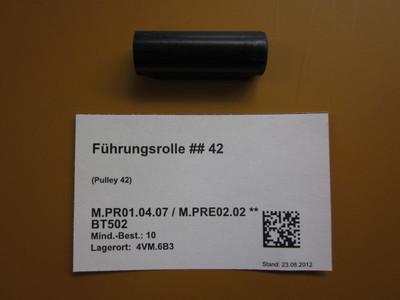 Führungsrolle ## 42
(Pulley 42)
M.PR01.04.07 / M.PRE02.02 **
BT502
Mind.-Best.: 10
Lagerort: 4VM.6B3
Stand: 23.08.2012